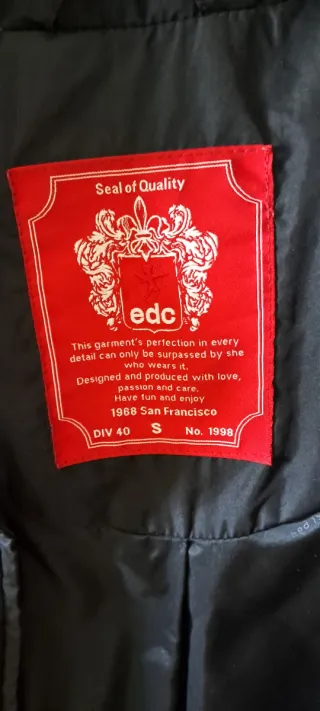 Seal of Quality
edc
This garment's perfection in every
detail can only be surpassed by she
who wears it.
Designed and produced with love,
passion and care.
Have fun and enjoy
1968 San Francisco
DIV 40 S No. 1998